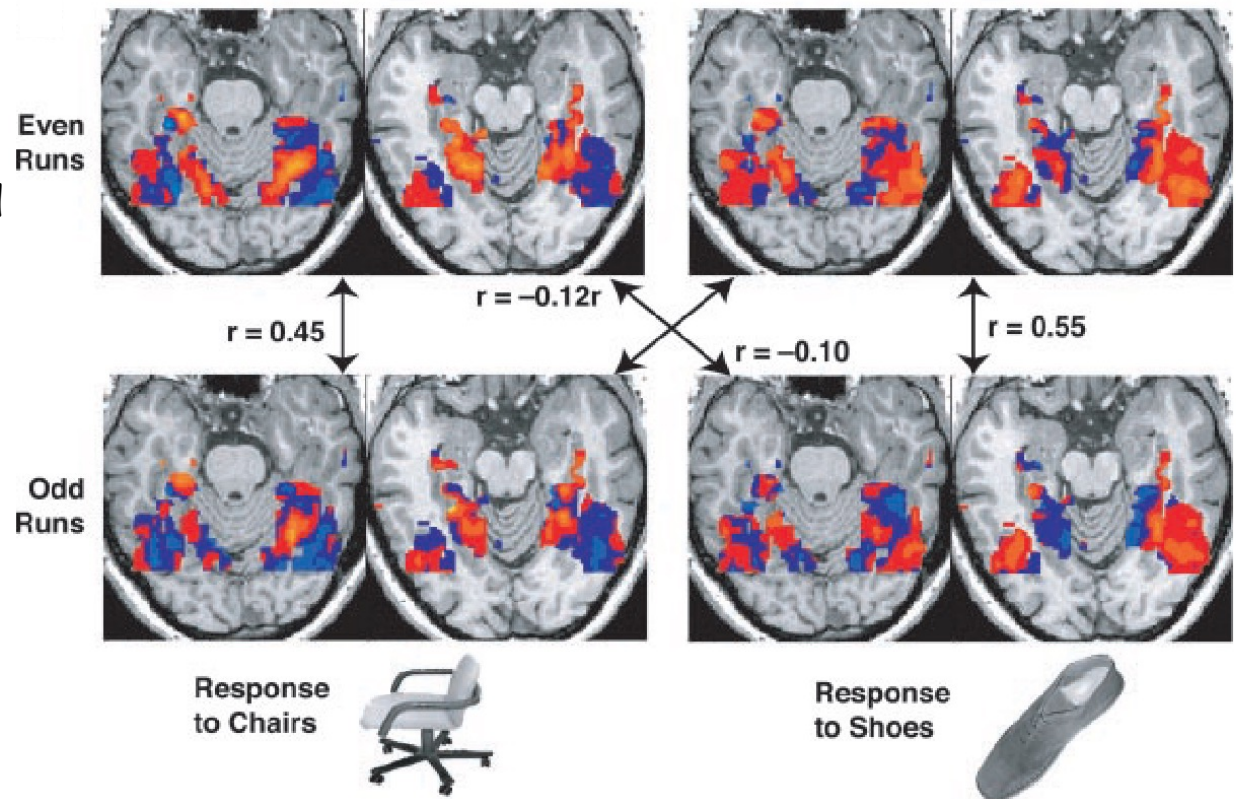 Even
Runs
r = –0.12r
r = 0.45
r = –0.10
r = 0.55
Odd
Runs
Response
to Chairs
Response
to Shoes